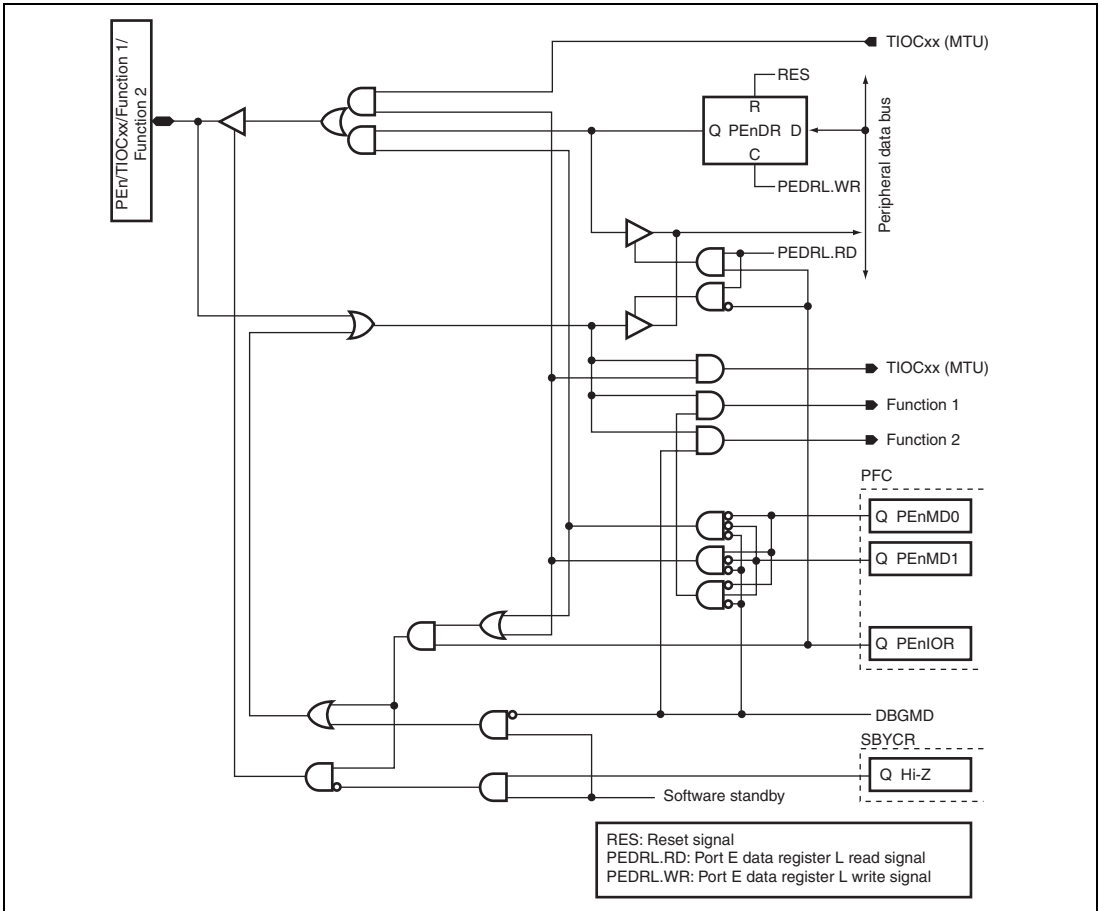 TIOCxx (MTU)
PEn/TIOCxx/Function 1/
Function 2
RES
R
Q PEnDR D
C
PEDRL.WR
Peripheral data bus
PEDRL.RD
TIOCxx (MTU)
Function 1
Function 2
PFC
Q PEnMD0
Q PEnMD1
Q PEnIOR
DBGMD
SBYCR
Q Hi-Z
Software standby
RES: Reset signal
PEDRL.RD: Port E data register L read signal
PEDRL.WR: Port E data register L write signal